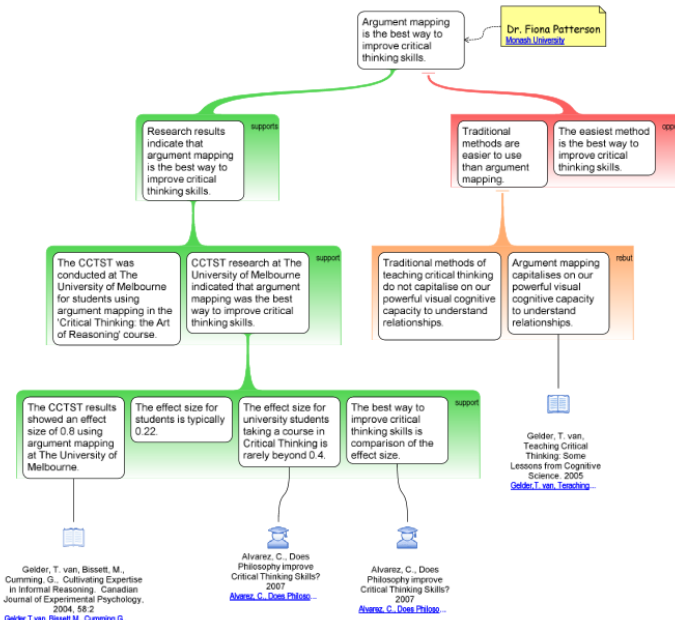 Argument mapping
is the best way to
improve critical
thinking skills.
Dr. Fiona Patterson
Monash University
supports
Research results
indicate that
argument mapping
is the best way to
improve critical
thinking skills.
oppo
Traditional
methods are
easier to use
than argument
mapping.
The easiest method
is the best way to
improve critical
thinking skills.
support
The CCTST was
conducted at The
University of Melbourne
for students using
argument mapping in the
'Critical Thinking: the Art
of Reasoning' course.
CCTST research at The
University of Melbourne
indicated that argument
mapping was the best
way to improve critical
thinking skills.
rebut
Traditional methods of
teaching critical thinking
do not capitalise on our
powerful visual cognitive
capacity to understand
relationships.
Argument mapping
capitalises on our
powerful visual
cognitive capacity
to understand
relationships.
support
The CCTST results
showed an effect
size of 0.8 using
argument mapping
at The University of
Melbourne.
The effect size for
students is typically
0.22.
The effect size for
university students
taking a course in
Critical Thinking is
rarely beyond 0.4.
The best way to
improve critical
thinking skills is
comparison of the
effect size.
Gelder, T. van,
Teaching Critical
Thinking: Some
Lessons from Cognitive
Science. 2005
Gelder,T. van, Teraching...
Gelder, T. van, Bissett, M.,
Cumming, G., Cultivating Expertise
in Informal Reasoning. Canadian
Journal of Experimental Psychology.
2004, 58:2
Gelder T van, Bissett M., Cumming G
Alvarez, C., Does
Philosophy improve
Critical Thinking Skills?
2007
Alvarez, C., Does Philoso...
Alvarez, C., Does
Philosophy improve
Critical Thinking Skills?
2007
Alvarez, C., Does Philoso...